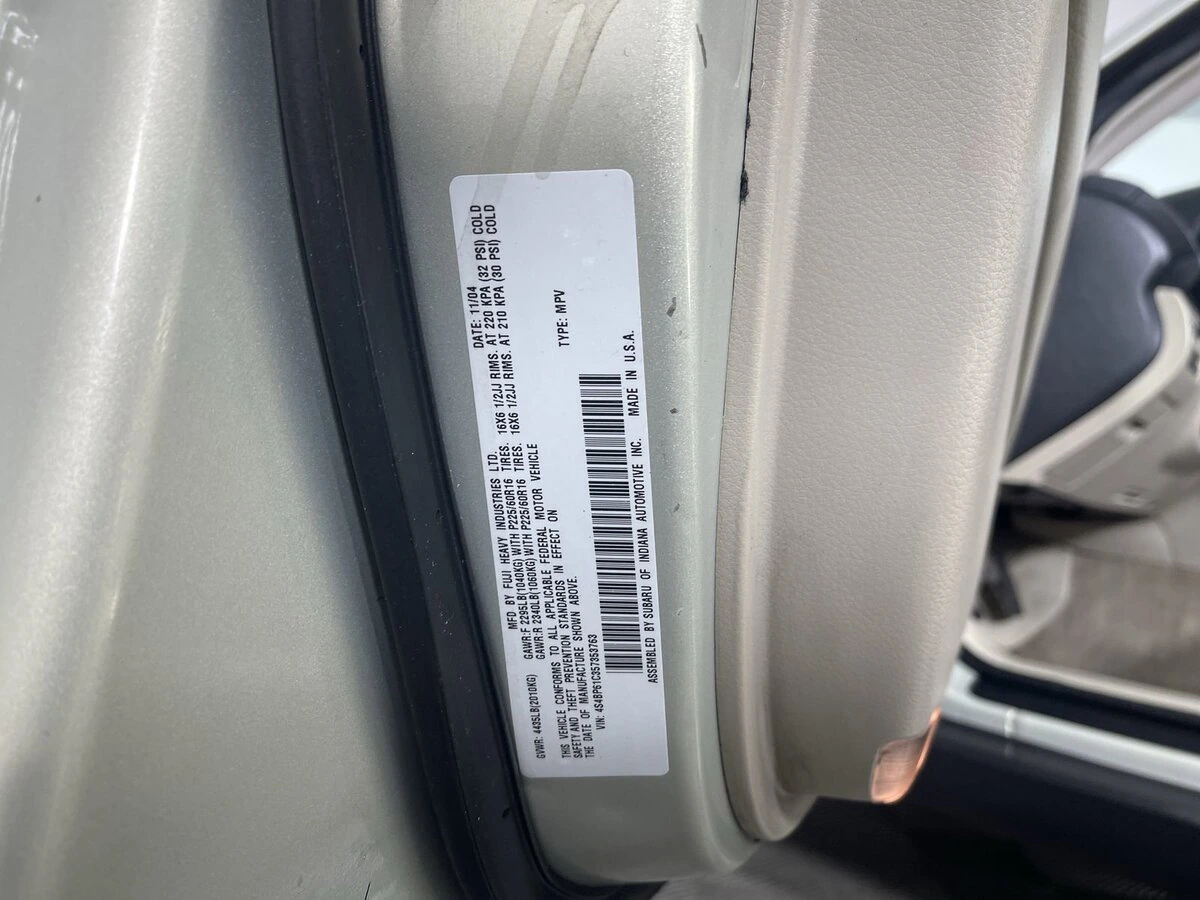 MFD BY FUJI HEAVY INDUSTRIES LTD. DATE: 11/04
GVWR: 4435LB(2010KG) GAWR:F 2295LB(1040KG) WITH P225/60R16 TIRES. 16X6 1/2JJ RIMS. AT 220 KPA (32 PSI) COLD
GAWR:R 2340LB(1060KG) WITH P225/60R16 TIRES. 16X6 1/2JJ RIMS. AT 210 KPA (30 PSI) COLD
THIS VEHICLE CONFORMS TO ALL APPLICABLE FEDERAL MOTOR VEHICLE
SAFETY AND THEFT PREVENTION STANDARDS IN EFFECT ON
THE DATE OF MANUFACTURE SHOWN ABOVE.
VIN: 4S4BP61C357353763 TYPE: MPV
ASSEMBLED BY SUBARU OF INDIANA AUTOMOTIVE INC. MADE IN U.S.A.